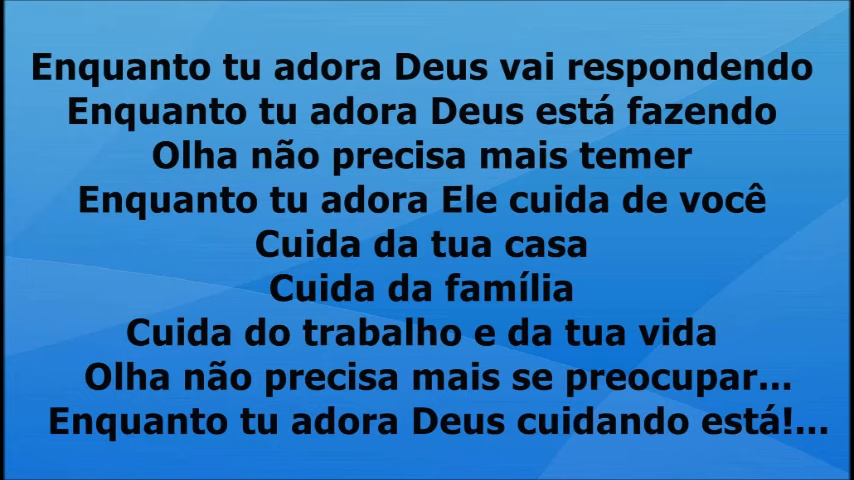 Enquanto tu adora Deus vai respondendo
Enquanto tu adora Deus está fazendo
Olha não precisa mais temer
Enquanto tu adora Ele cuida de você
Cuida da tua casa
Cuida da família
Cuida do trabalho e da tua vida
Olha não precisa mais se preocupar...
Enquanto tu adora Deus cuidando está!...